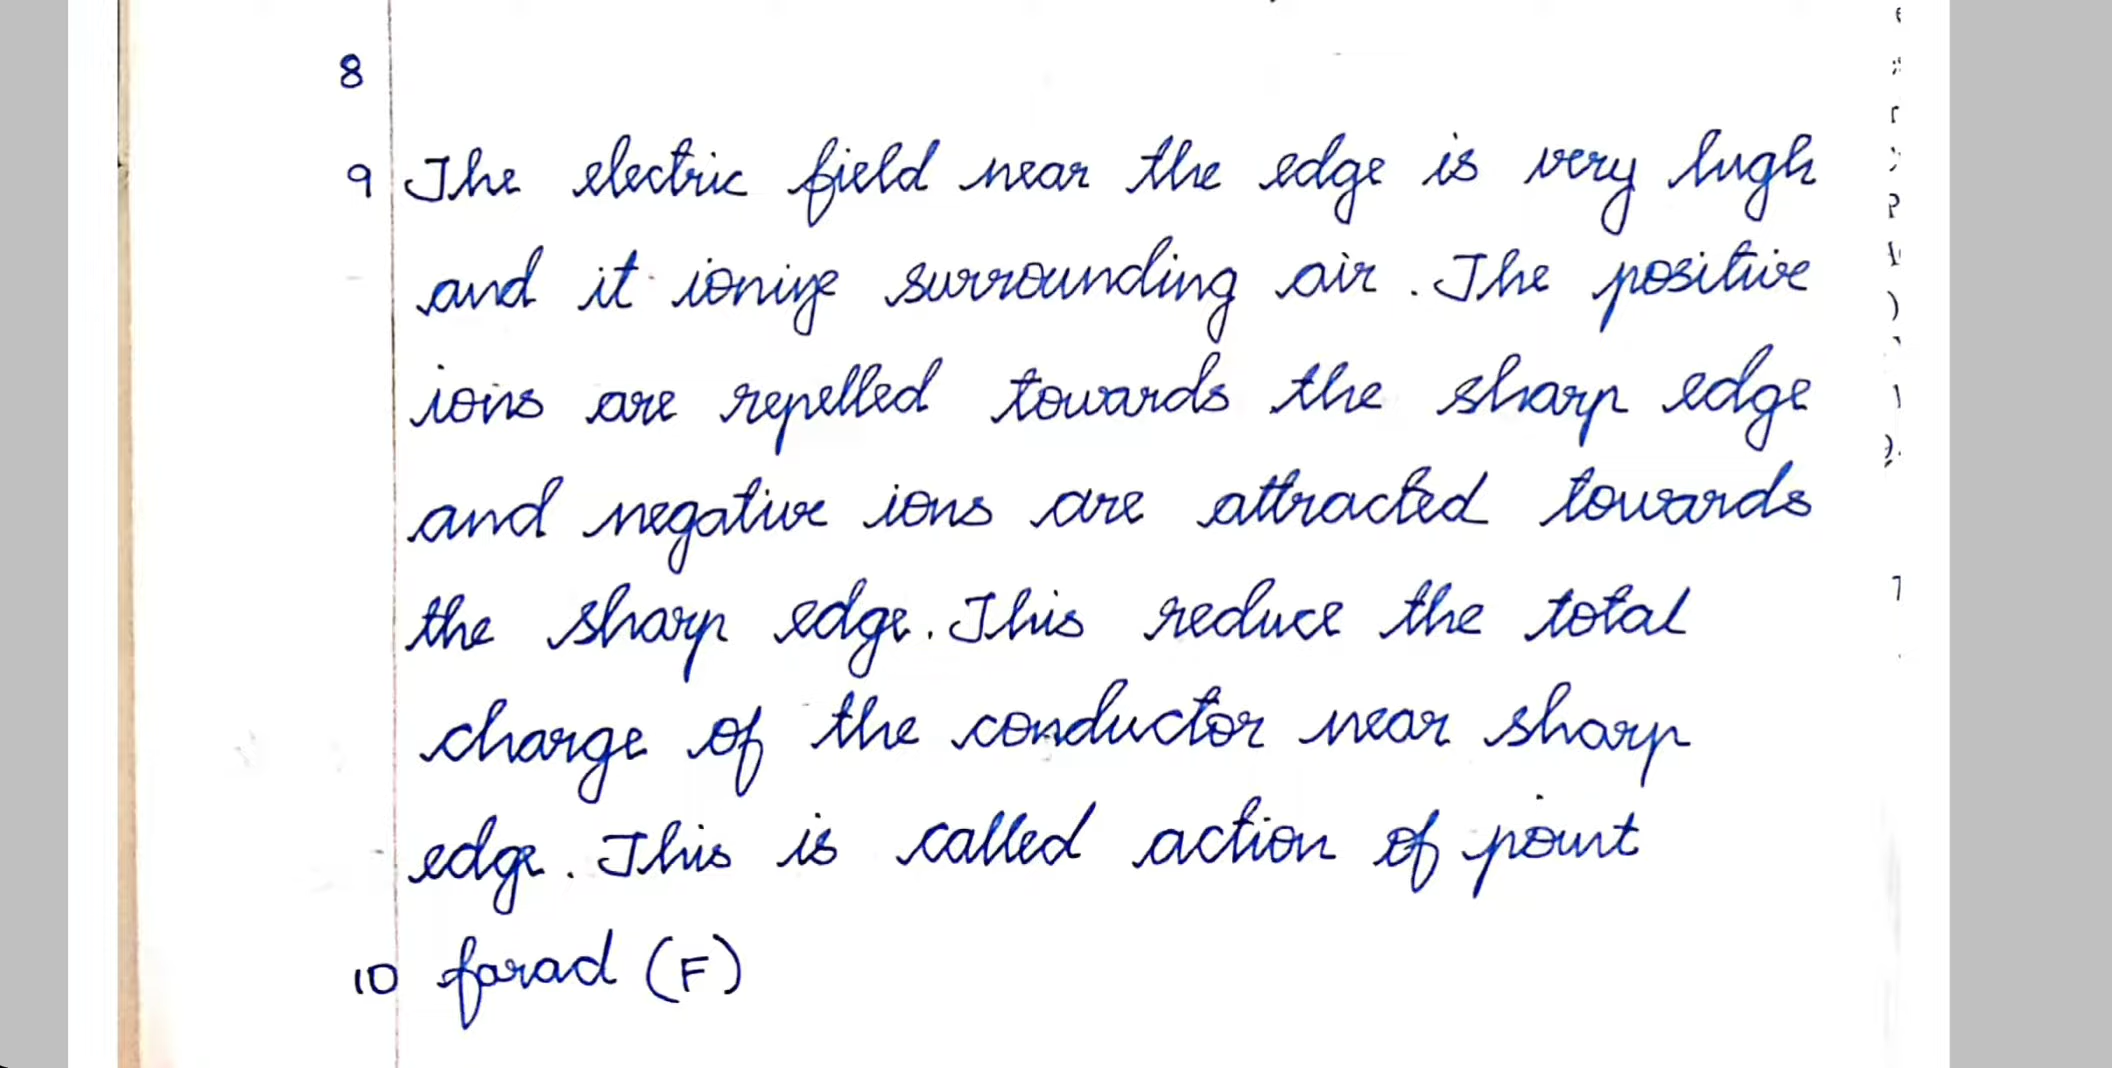 8
9 The electric field near the edge is very high
and it ionize surrounding air. The positive
ions are repelled towards the sharp edge
and negative ions are attracted towards
the sharp edge. This reduce the total
charge of the conductor near sharp
edge. This is called action of point
10 farad (F)